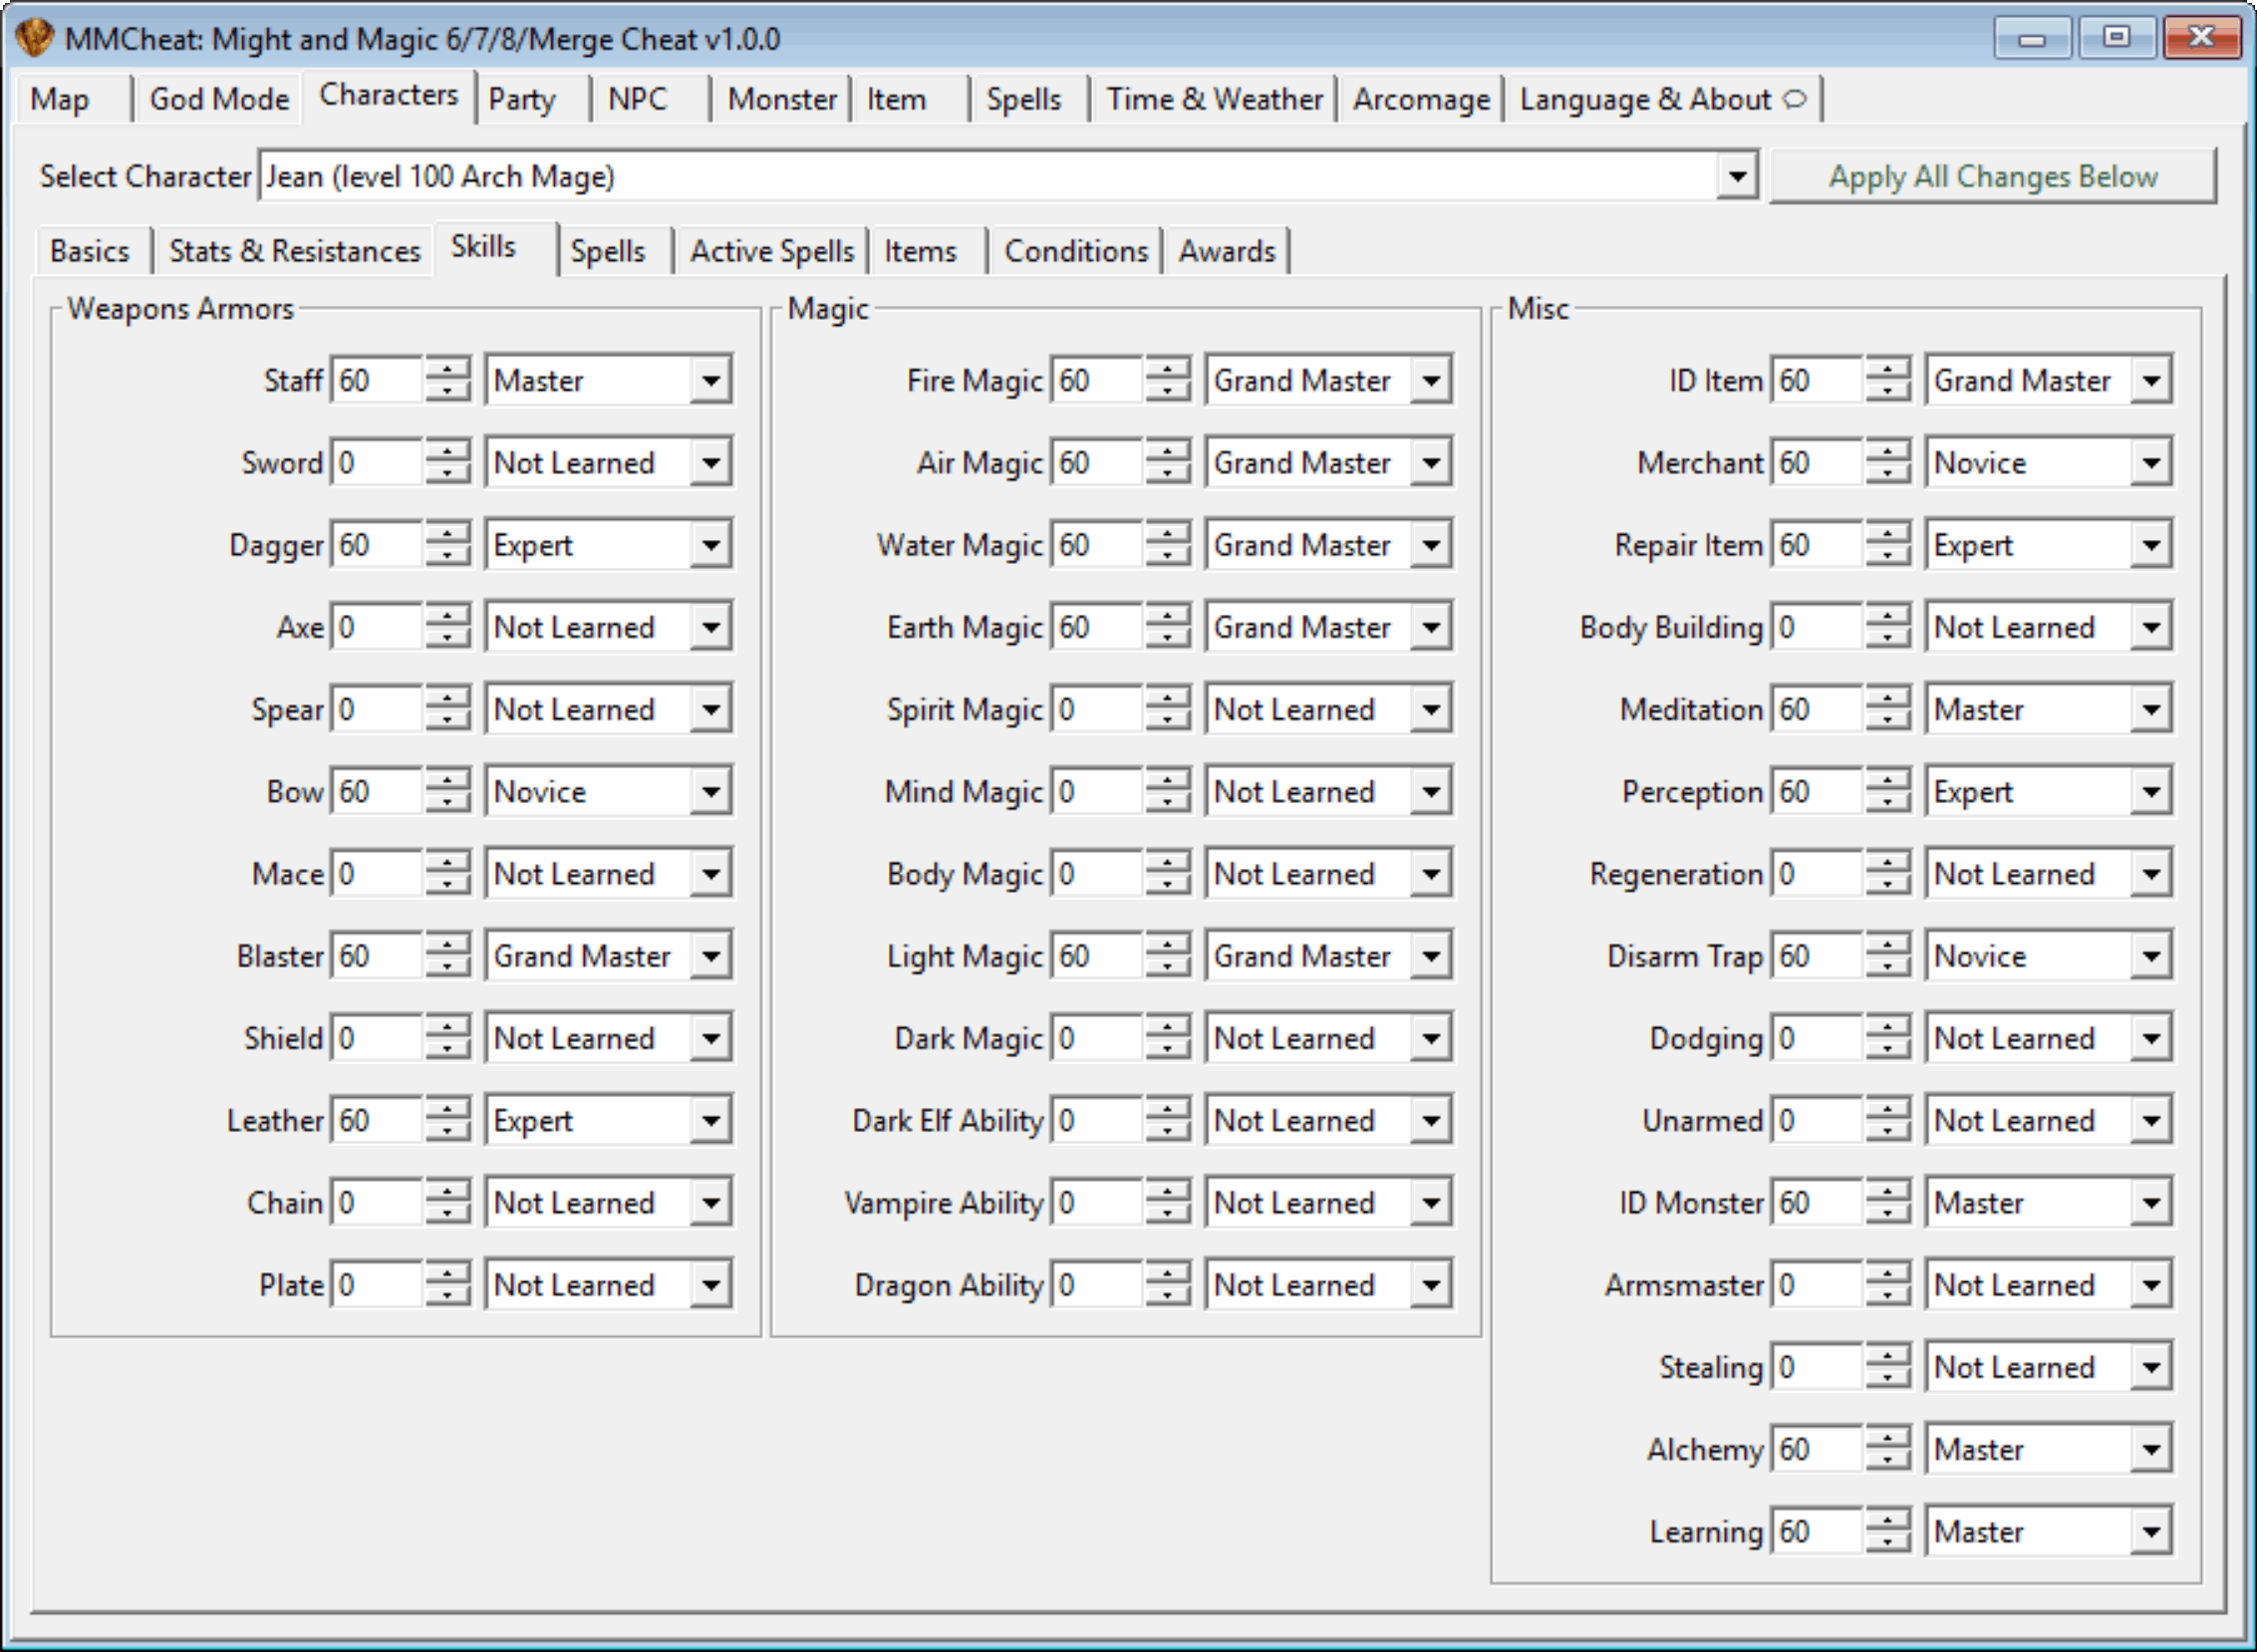 MMCheat: Might and Magic 6/7/8/Merge Cheat v1.0.0
Map God Mode Characters Party NPC Monster Item Spells Time & Weather Arcomage Language & About
Select Character Jean (level 100 Arch Mage) Apply All Changes Below
Basics Stats & Resistances Skills Spells Active Spells Items Conditions Awards
Weapons Armors
Staff 60 Master
Sword 0 Not Learned
Dagger 60 Expert
Axe 0 Not Learned
Spear 0 Not Learned
Bow 60 Novice
Mace 0 Not Learned
Blaster 60 Grand Master
Shield 0 Not Learned
Leather 60 Expert
Chain 0 Not Learned
Plate 0 Not Learned
Magic
Fire Magic 60 Grand Master
Air Magic 60 Grand Master
Water Magic 60 Grand Master
Earth Magic 60 Grand Master
Spirit Magic 0 Not Learned
Mind Magic 0 Not Learned
Body Magic 0 Not Learned
Light Magic 60 Grand Master
Dark Magic 0 Not Learned
Dark Elf Ability 0 Not Learned
Vampire Ability 0 Not Learned
Dragon Ability 0 Not Learned
Misc
ID Item 60 Grand Master
Merchant 60 Novice
Repair Item 60 Expert
Body Building 0 Not Learned
Meditation 60 Master
Perception 60 Expert
Regeneration 0 Not Learned
Disarm Trap 60 Novice
Dodging 0 Not Learned
Unarmed 0 Not Learned
ID Monster 60 Master
Armsmaster 0 Not Learned
Stealing 0 Not Learned
Alchemy 60 Master
Learning 60 Master